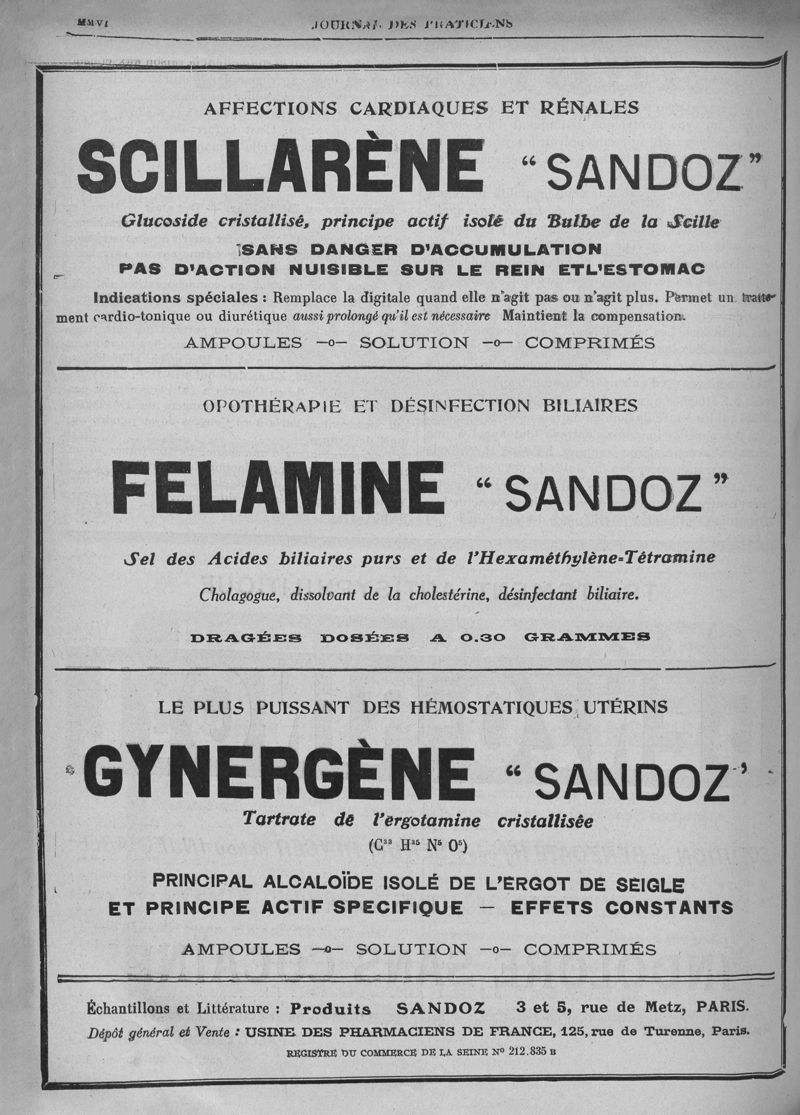 MMVI
JOURNAL DES PRATICIENS
AFFECTIONS CARDIAQUES ET RÉNALES
SCILLARÈNE “SANDOZ”
Glucoside cristallisé, principe actif isolé du Bulbe de la Scille
SANS DANGER D'ACCUMULATION
PAS D'ACTION NUISIBLE SUR LE REIN ETL'ESTOMAC
Indications spéciales : Remplace la digitale quand elle n'agit pas ou n'agit plus. Permet un traite-
ment cardio-tonique ou diurétique aussi prolongé qu'il est nécessaire Maintient la compensation.
AMPOULES —o— SOLUTION —o— COMPRIMÉS
OPOTHÉRAPIE ET DÉSINFECTION BILIAIRES
FELAMINE “SANDOZ”
Sel des Acides biliaires purs et de l'Hexaméthylène-Tétramine
Cholagogue, dissolvant de la cholestérine, désinfectant biliaire.
DRAGÉES DOSÉES A 0.30 GRAMMES
LE PLUS PUISSANT DES HÉMOSTATIQUES UTÉRINS
GYNERGÈNE “SANDOZ’
Tartrate de l'ergotamine cristallisée
(C³³ H³⁵ N⁵ O⁵)
PRINCIPAL ALCALOÏDE ISOLÉ DE L'ERGOT DE SEIGLE
ET PRINCIPE ACTIF SPECIFIQUE — EFFETS CONSTANTS
AMPOULES —o— SOLUTION —o— COMPRIMÉS
Échantillons et Littérature : Produits SANDOZ 3 et 5, rue de Metz, PARIS.
Dépôt général et Vente : USINE DES PHARMACIENS DE FRANCE, 125, rue de Turenne, Paris.
REGISTRE DU COMMERCE DE LA SEINE Nº 212.835 B